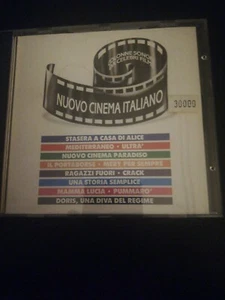 COLONNE SONORE
DA CELEBRI FILM
NUOVO CINEMA ITALIANO
30000
STASERA A CASA DI ALICE
MEDITERRANEO - ULTRA'
NUOVO CINEMA PARADISO
IL PORTABORSE - MERY PER SEMPRE
RAGAZZI FUORI - CRACK
UNA STORIA SEMPLICE
MAMMA LUCIA - PUMMARO'
DORIS, UNA DIVA DEL REGIME